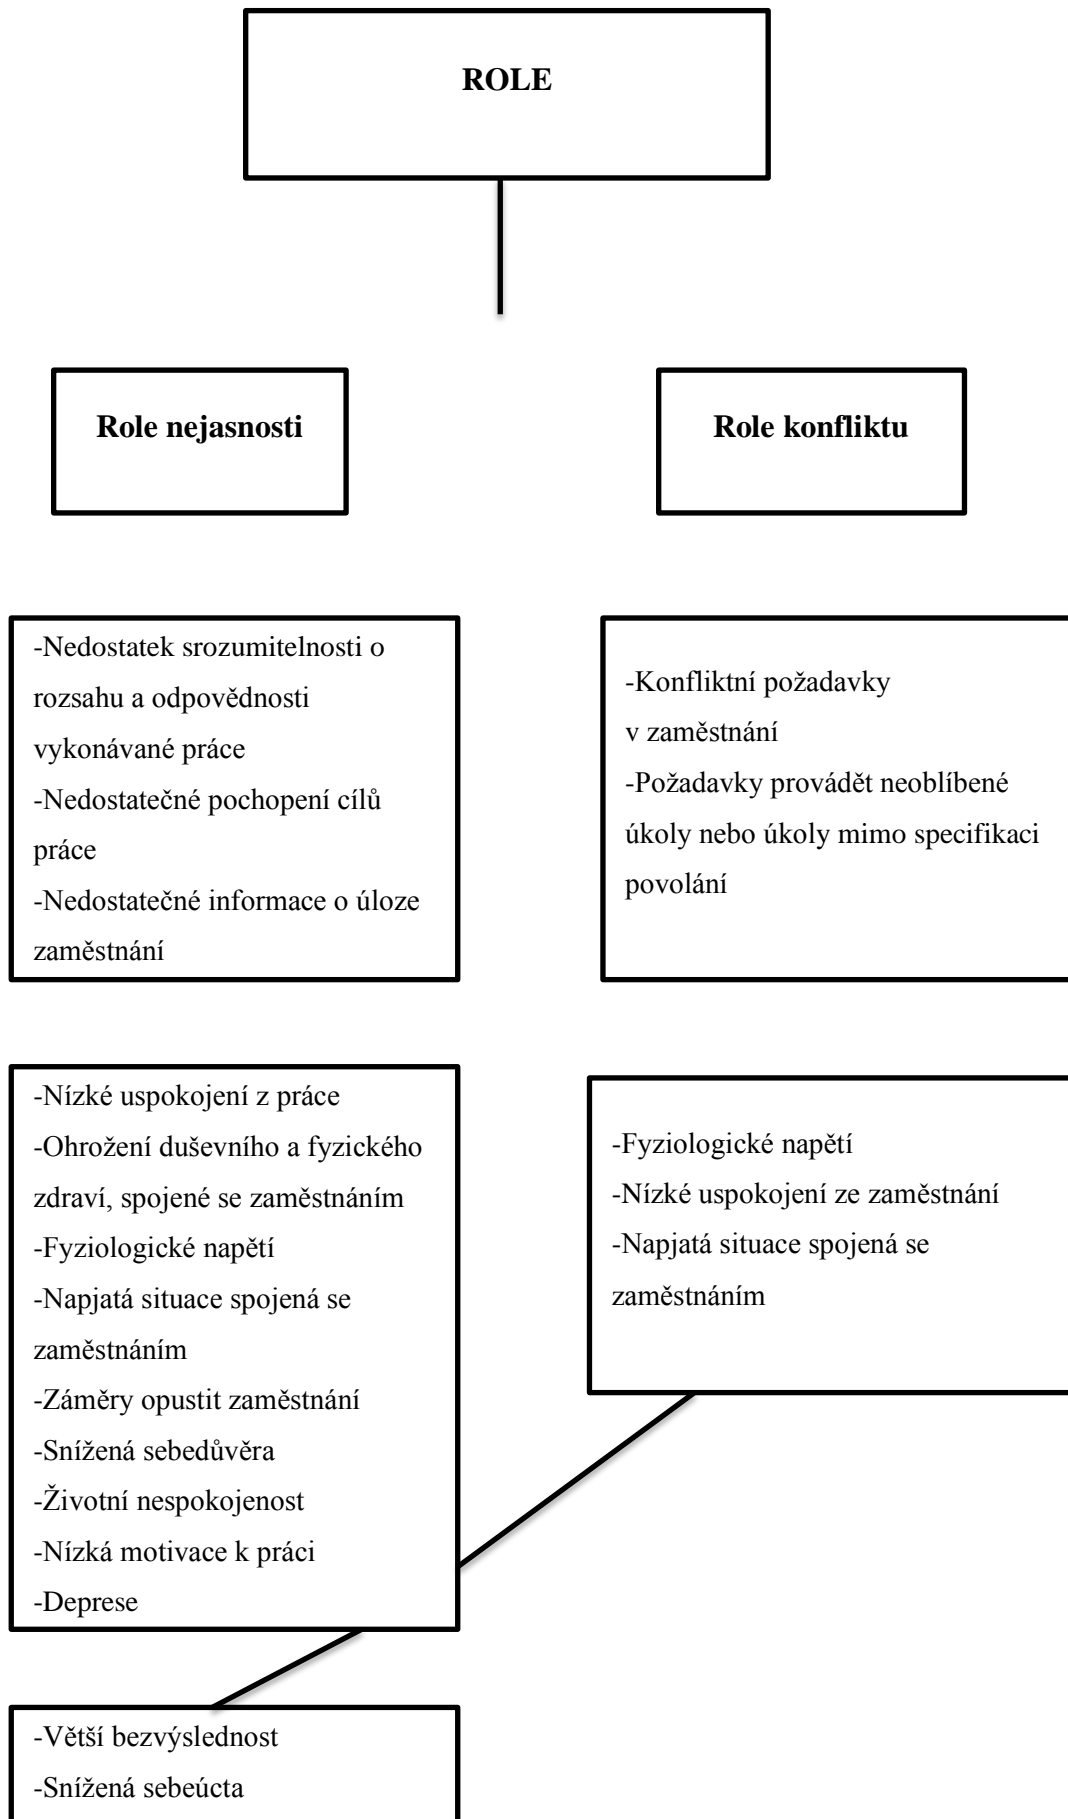 ROLE
Role nejasnosti
Role konfliktu
-Nedostatek srozumitelnosti o
rozsahu a odpovědnosti
vykonávané práce
-Nedostatečné pochopení cílů
práce
-Nedostatečné informace o úloze
zaměstnání
-Konfliktní požadavky
v zaměstnání
-Požadavky provádět neoblíbené
úkoly nebo úkoly mimo specifikaci
povolání
-Nízké uspokojení z práce
-Ohrožení duševního a fyzického
zdraví, spojené se zaměstnáním
-Fyziologické napětí
-Napjatá situace spojená se
zaměstnáním
-Záměry opustit zaměstnání
-Snížená sebedůvěra
-Životní nespokojenost
-Nízká motivace k práci
-Deprese
-Fyziologické napětí
-Nízké uspokojení ze zaměstnání
-Napjatá situace spojená se
zaměstnáním
-Větší bezvýslednost
-Snížená sebeúcta